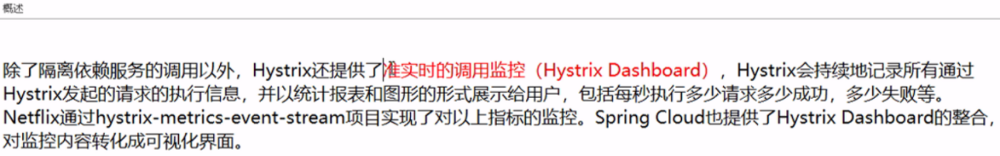 概述
除了隔离依赖服务的调用以外，Hystrix还提供了准实时的调用监控（Hystrix Dashboard），Hystrix会持续地记录所有通过
Hystrix发起的请求的执行信息，并以统计报表和图形的形式展示给用户，包括每秒执行多少请求多少成功，多少失败等。
Netflix通过hystrix-metrics-event-stream项目实现了对以上指标的监控。Spring Cloud也提供了Hystrix Dashboard的整合，
对监控内容转化成可视化界面。